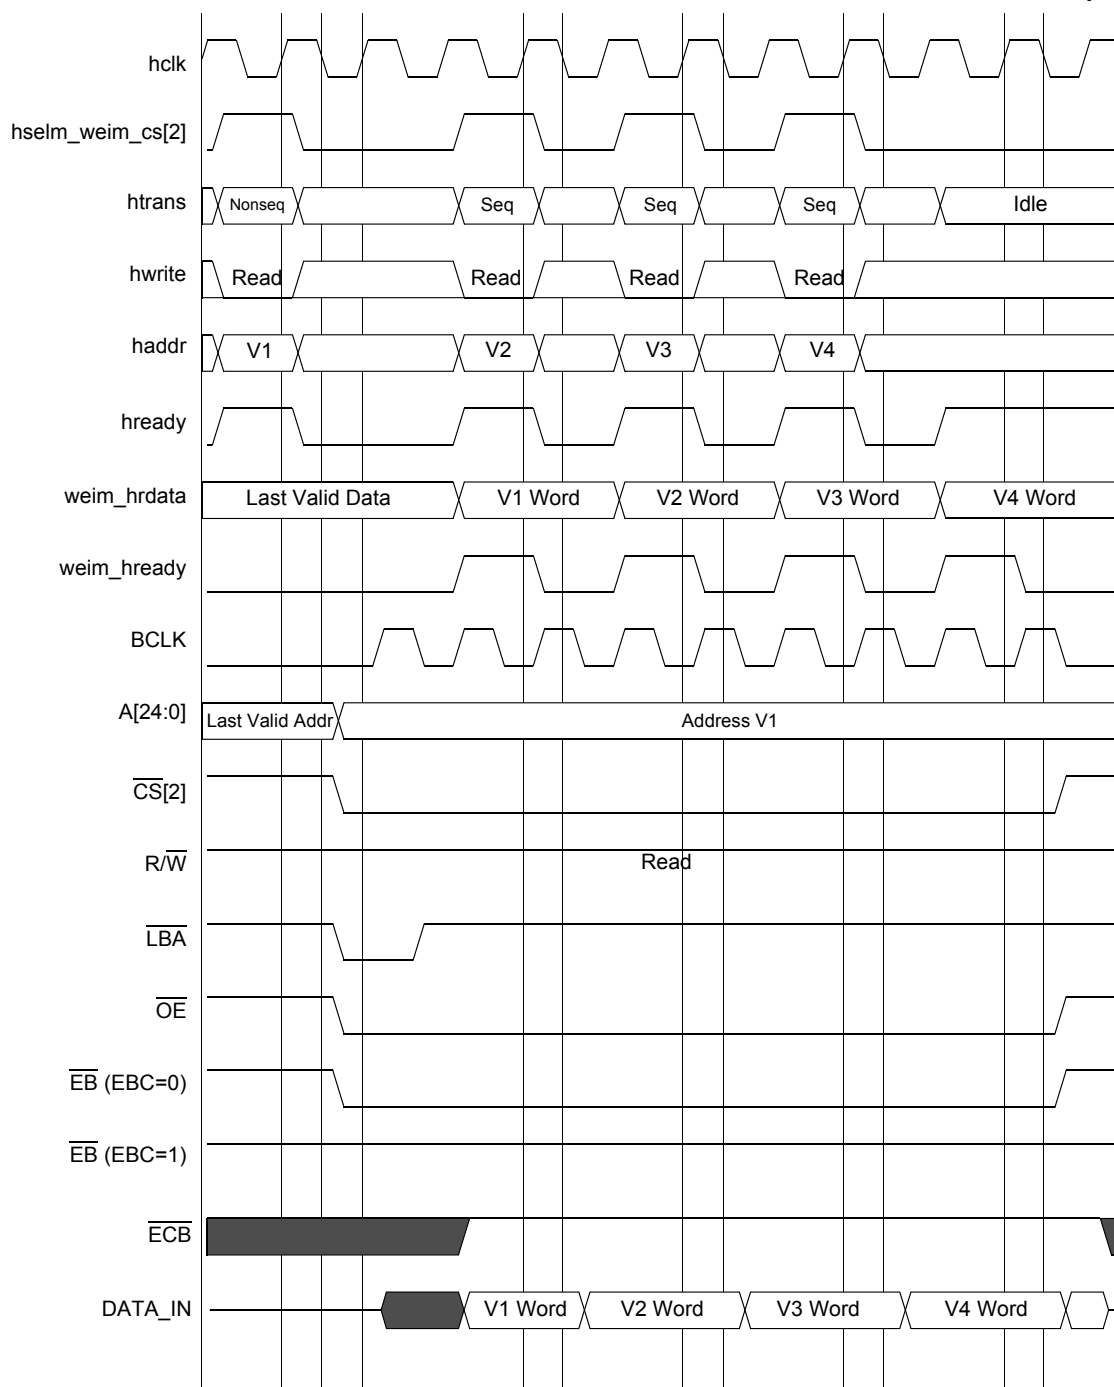 hclk
hselm_weim_cs[2]
htrans Nonseq Seq Seq Seq Idle
hwrite Read Read Read Read
haddr V1 V2 V3 V4
hready
weim_hrdata Last Valid Data V1 Word V2 Word V3 Word V4 Word
weim_hready
BCLK
A[24:0] Last Valid Addr Address V1
CS[2]
R/W Read
LBA
OE
EB (EBC=0)
EB (EBC=1)
ECB
DATA_IN V1 Word V2 Word V3 Word V4 Word